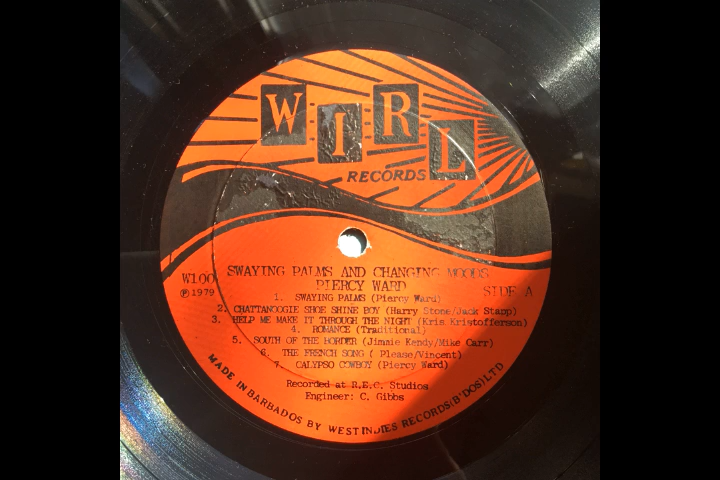 WIRL
RECORDS
SWAYING PALMS AND CHANGING MOODS
W100
PIERCY WARD
SIDE A
℗ 1979
1. SWAYING PALMS (Piercy Ward)
2. CHATTANOOGIE SHOE SHINE BOY (Harry Stone/Jack Stapp)
3. HELP ME MAKE IT THROUGH THE NIGHT (Kris Kristofferson)
4. ROMANCE (Traditional)
5. SOUTH OF THE HORDER (Jimmie Kendy/Mike Carr)
6. THE FRENCH SONG ( Please/Vincent)
7. CALYPSO COWBOY (Piercy Ward)
Recorded at R.E.C. Studios
Engineer: C. Gibbs
MADE IN BARBADOS BY WEST INDIES RECORDS (B'DOS) LTD